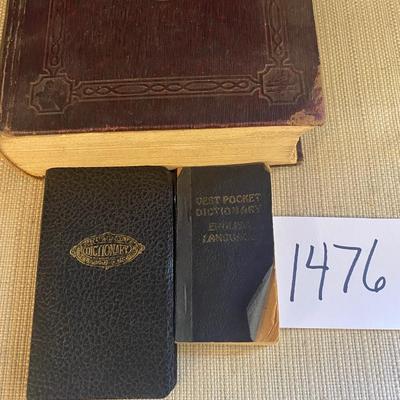 DICTIONARY
VEST POCKET
DICTIONARY
ENGLISH
LANGUAGE
1476